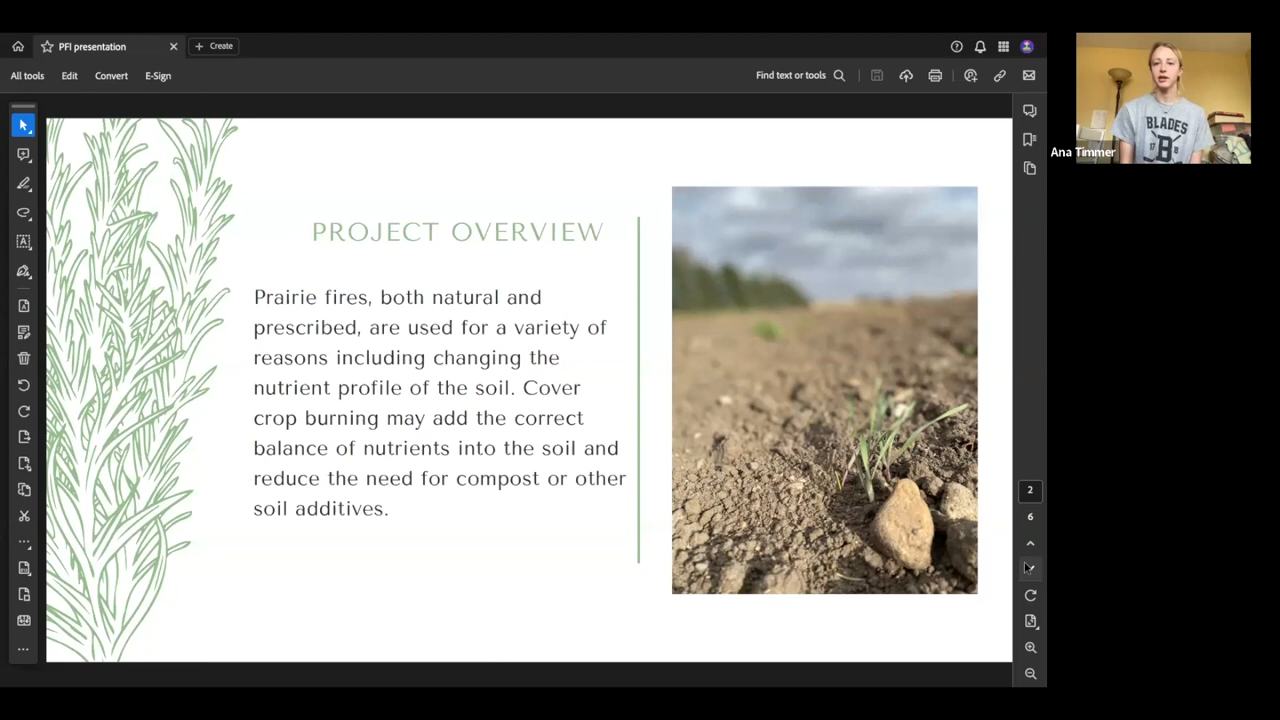 PFI presentation
Create
All tools
Edit
Convert
E-Sign
Find text or tools
PROJECT OVERVIEW
Prairie fires, both natural and
prescribed, are used for a variety of
reasons including changing the
nutrient profile of the soil. Cover
crop burning may add the correct
balance of nutrients into the soil and
reduce the need for compost or other
soil additives.
2
6
BLADES
B
Ana Timmer